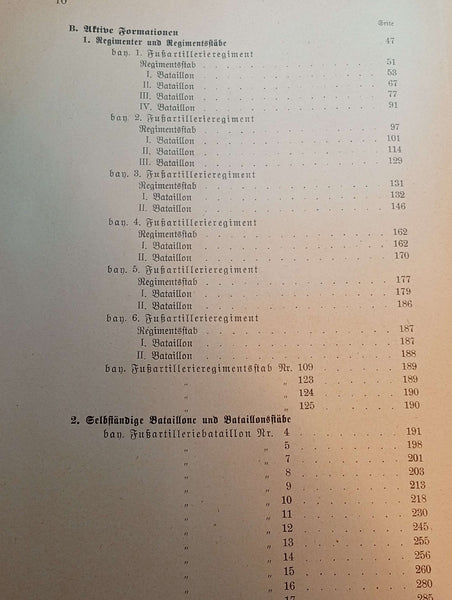 10
Seite
B. Aktive Formationen
1. Regimenter und Regimentsstäbe . . . 47
bay. 1. Fußartillerieregiment
Regimentsstab . . . 51
I. Bataillon . . . 53
II. Bataillon . . . 67
III. Bataillon . . . 77
IV. Bataillon . . . 91
bay. 2. Fußartillerieregiment
Regimentsstab . . . 97
I. Bataillon . . . 101
II. Bataillon . . . 114
III. Bataillon . . . 129
bay. 3. Fußartillerieregiment
Regimentsstab . . . 131
I. Bataillon . . . 132
II. Bataillon . . . 146
bay. 4. Fußartillerieregiment
Regimentsstab . . . 162
I. Bataillon . . . 162
II. Bataillon . . . 170
bay. 5. Fußartillerieregiment
Regimentsstab . . . 177
I. Bataillon . . . 179
II. Bataillon . . . 186
bay. 6. Fußartillerieregiment
Regimentsstab . . . 187
I. Bataillon . . . 187
II. Bataillon . . . 188
bay. Fußartillerieregimentsstab Nr. 109 . . . 189
„ „ 123 . . . 189
„ „ 124 . . . 190
„ „ 125 . . . 190
2. Selbständige Bataillone und Bataillonsstäbe
bay. Fußartilleriebataillon Nr. 4 . . . 191
„ „ 5 . . . 198
„ „ 7 . . . 201
„ „ 8 . . . 203
„ „ 9 . . . 213
„ „ 10 . . . 218
„ „ 11 . . . 230
„ „ 12 . . . 245
„ „ 13 . . . 255
„ „ 14 . . . 256
„ „ 15 . . . 260
„ „ 16 . . . 280
17 . . . 285